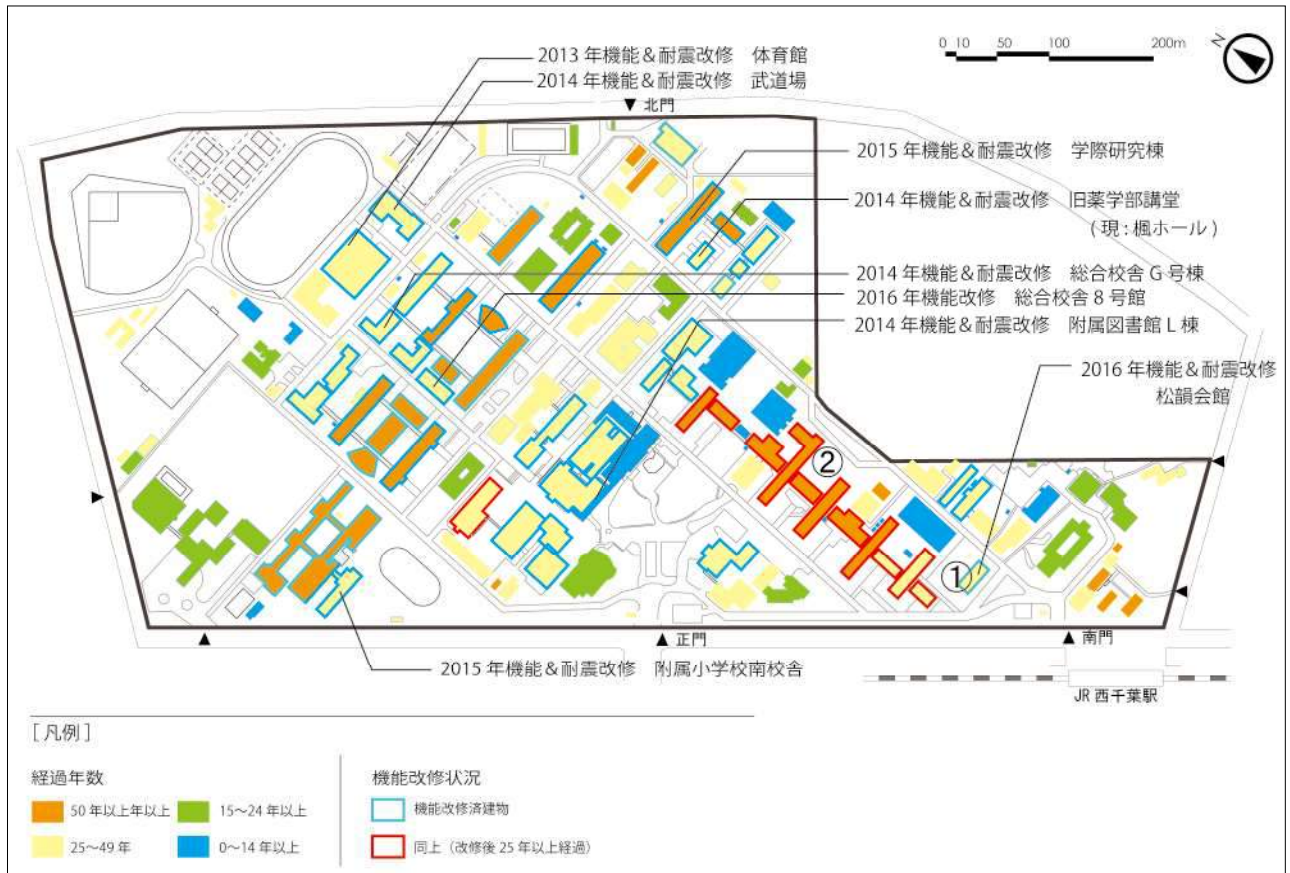 0 10 50 100 200m
N
2013 年機能&耐震改修 体育館
2014 年機能&耐震改修 武道場
▼ 北門
2015 年機能&耐震改修 学際研究棟
2014 年機能&耐震改修 旧薬学部講堂
(現:楓ホール)
2014 年機能&耐震改修 総合校舎 G 号棟
2016 年機能改修 総合校舎 8 号館
2014 年機能&耐震改修 附属図書館 L 棟
2016 年機能&耐震改修
松韻会館
②
①
▲ 正門
▲ 南門
2015 年機能&耐震改修 附属小学校南校舎
JR 西千葉駅
[凡例]
経過年数
50 年以上年以上
15～24 年以上
25～49 年
0～14 年以上
機能改修状況
機能改修済建物
同上（改修後 25 年以上経過）